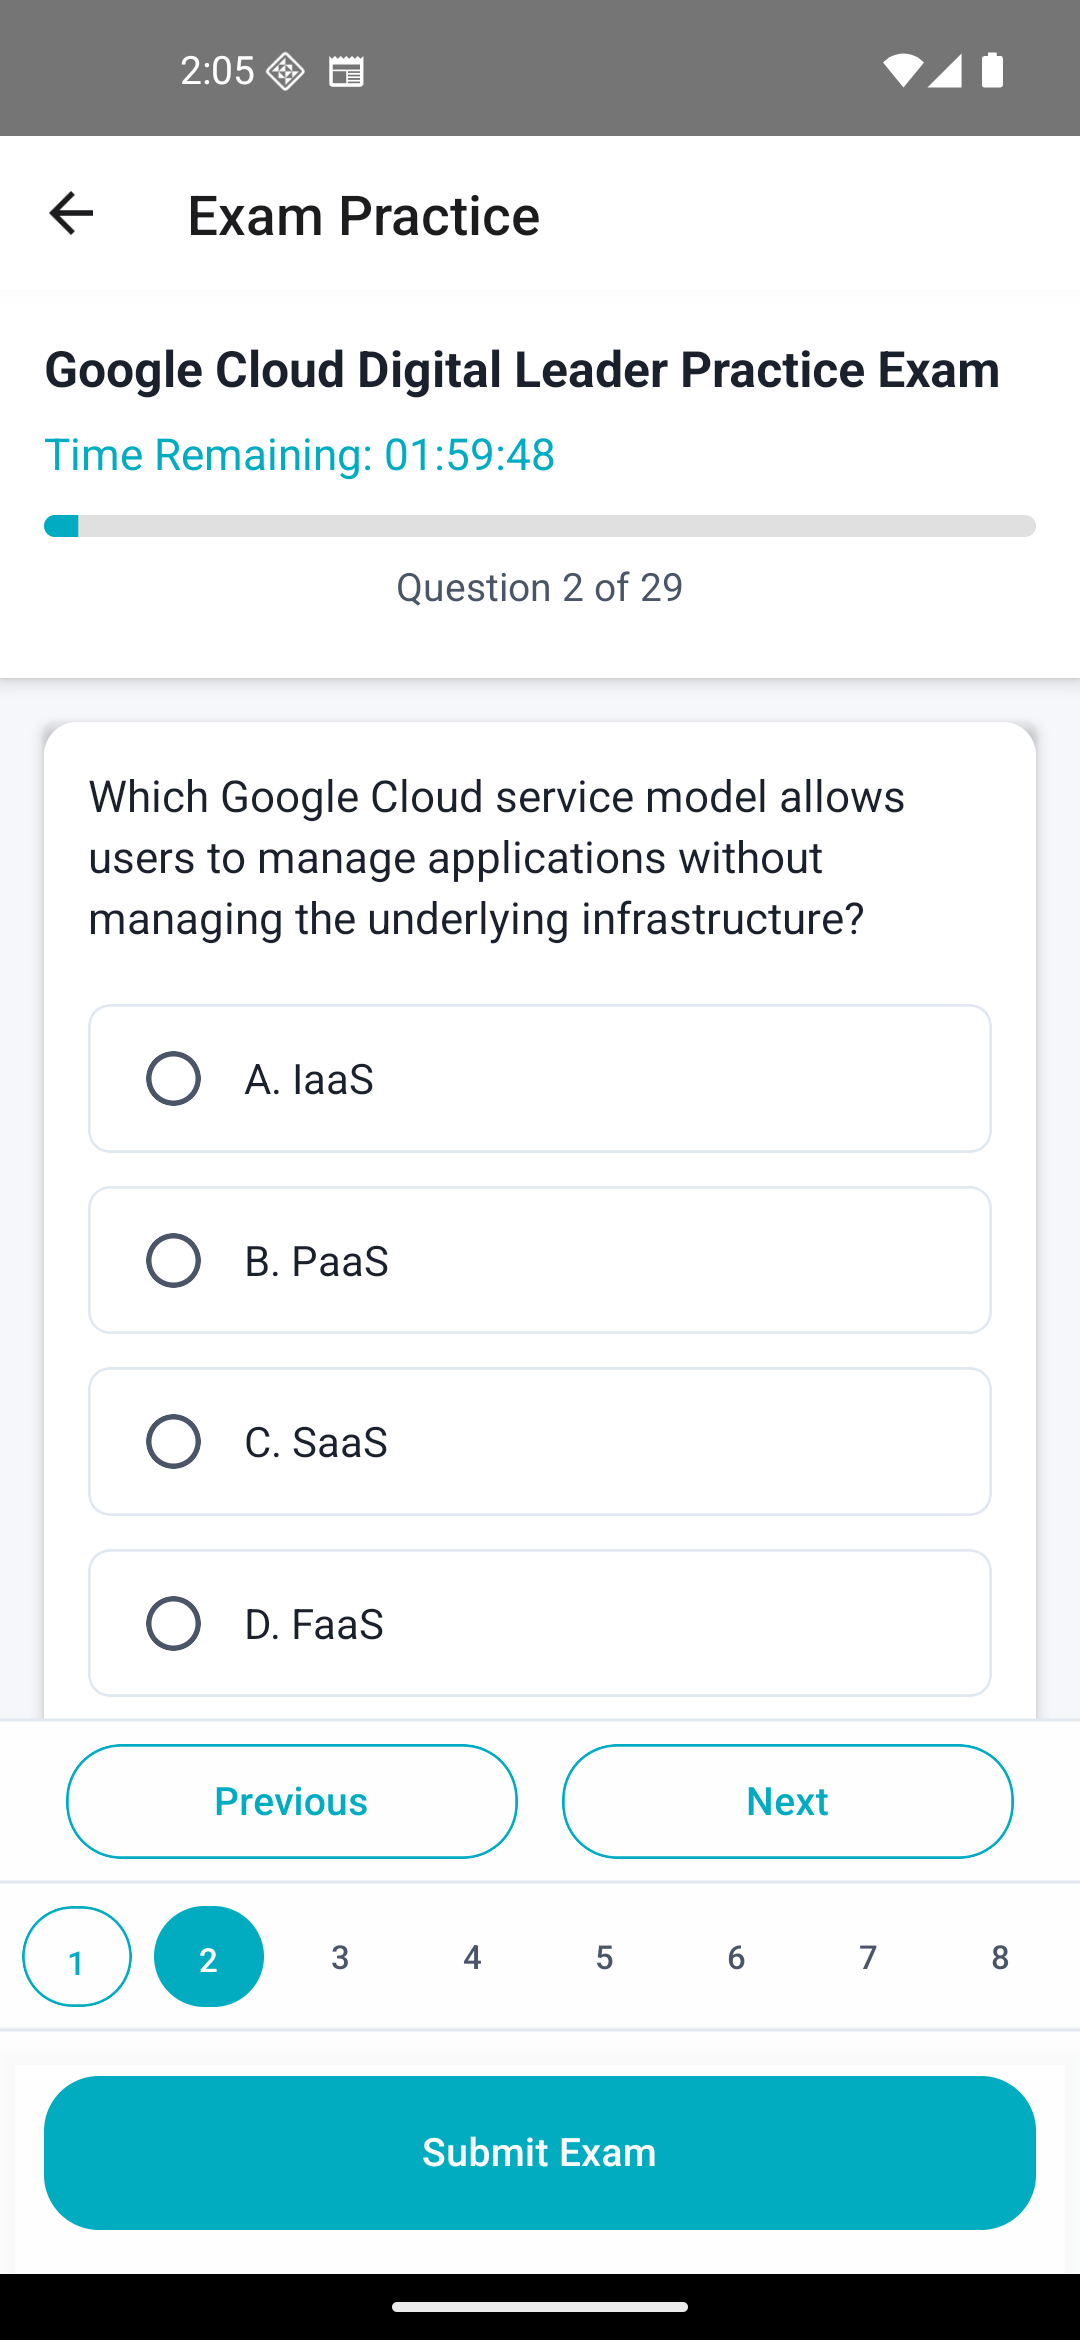 2:05
Exam Practice
Google Cloud Digital Leader Practice Exam
Time Remaining: 01:59:48
Question 2 of 29
Which Google Cloud service model allows
users to manage applications without
managing the underlying infrastructure?
A. IaaS
B. PaaS
C. SaaS
D. FaaS
Previous Next
1 2 3 4 5 6 7 8
Submit Exam